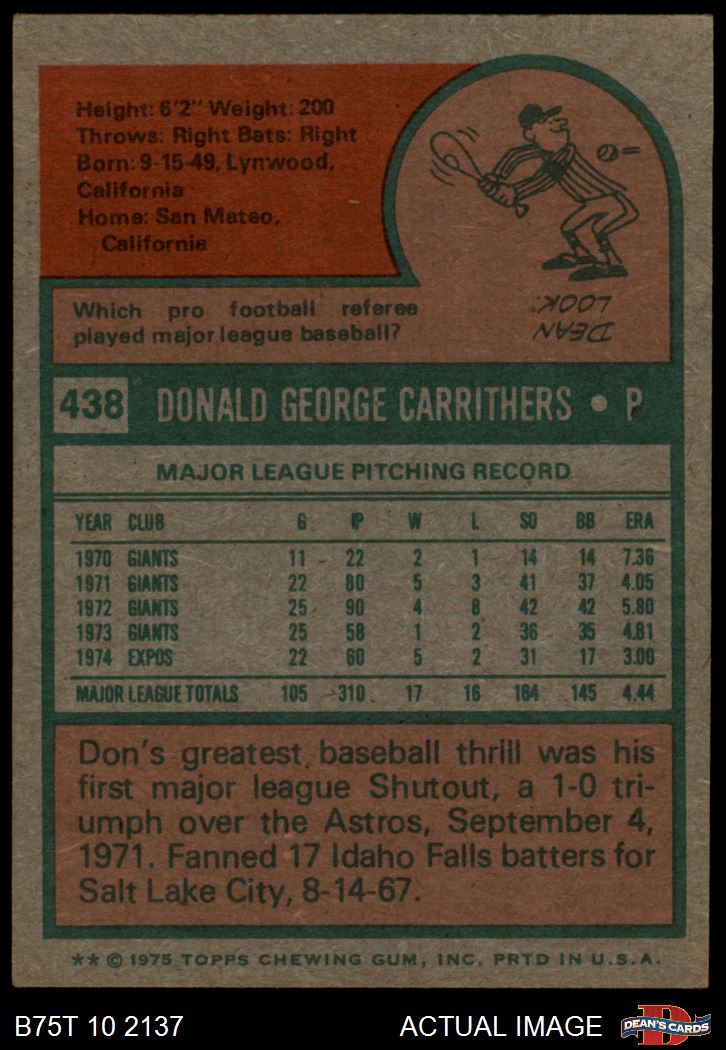 Height: 6'2" Weight: 200
Throws: Right Bats: Right
Born: 9-15-49, Lynwood,
California
Home: San Mateo,
California
Which pro football referee
played major league baseball?
DEAN
LOOK.
438 DONALD GEORGE CARRITHERS • P
MAJOR LEAGUE PITCHING RECORD
YEAR CLUB G IP W L SO BB ERA
1970 GIANTS 11 22 2 1 14 14 7.36
1971 GIANTS 22 80 5 3 41 37 4.05
1972 GIANTS 25 90 4 8 42 42 5.80
1973 GIANTS 25 58 1 2 36 35 4.81
1974 EXPOS 22 60 5 2 31 17 3.00
MAJOR LEAGUE TOTALS 105 310 17 16 164 145 4.44
Don's greatest baseball thrill was his
first major league Shutout, a 1-0 tri-
umph over the Astros, September 4,
1971. Fanned 17 Idaho Falls batters for
Salt Lake City, 8-14-67.
** © 1975 TOPPS CHEWING GUM, INC. PRTD IN U.S.A.
B75T 10 2137 ACTUAL IMAGE D DEAN'S CARDS